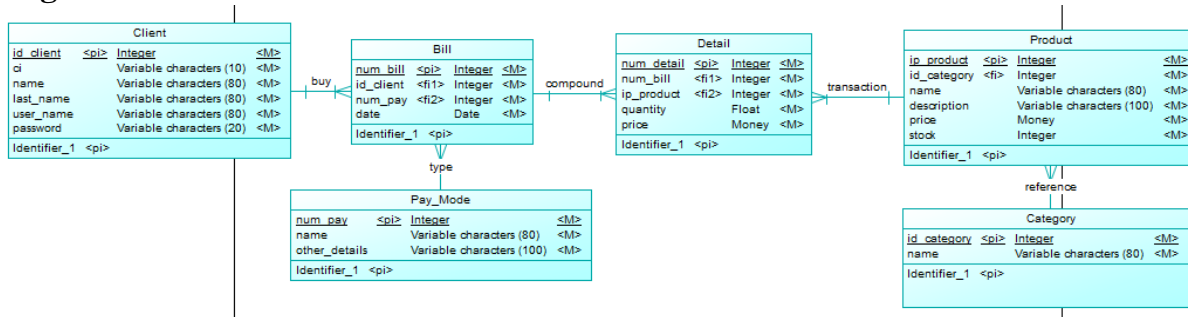 Client
id_client <pi> Integer <M>
ci Variable characters (10) <M>
name Variable characters (80) <M>
last_name Variable characters (80) <M>
user_name Variable characters (80) <M>
password Variable characters (20) <M>
Identifier_1 <pi>
buy
Bill
num_bill <pi> Integer <M>
id_client <fi1> Integer <M>
num_pay <fi2> Integer <M>
date Date <M>
Identifier_1 <pi>
compound
Detail
num_detail <pi> Integer <M>
num_bill <fi1> Integer <M>
ip_product <fi2> Integer <M>
quantity Float <M>
price Money <M>
Identifier_1 <pi>
transaction
Product
ip_product <pi> Integer <M>
id_category <fi> Integer <M>
name Variable characters (80) <M>
description Variable characters (100) <M>
price Money <M>
stock Integer <M>
Identifier_1 <pi>
type
Pay_Mode
num_pay <pi> Integer <M>
name Variable characters (80) <M>
other_details Variable characters (100) <M>
Identifier_1 <pi>
reference
Category
id_category <pi> Integer <M>
name Variable characters (80) <M>
Identifier_1 <pi>